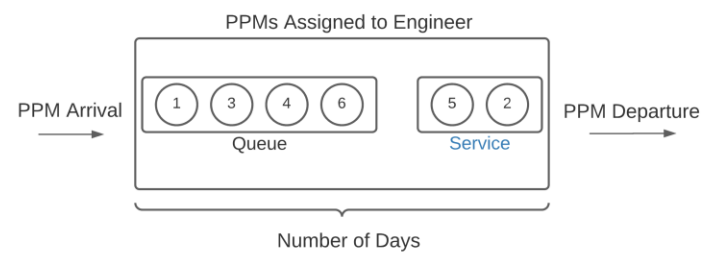 PPMs Assigned to Engineer
PPM Arrival
1 3 4 6
5 2
PPM Departure
Queue
Service
Number of Days